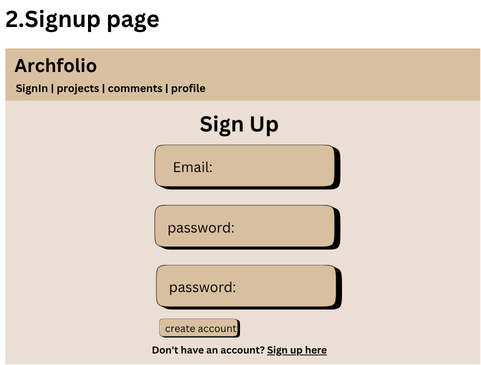 2.Signup page
Archfolio
SignIn | projects | comments | profile
Sign Up
Email:
password:
password:
create account
Don't have an account? Sign up here